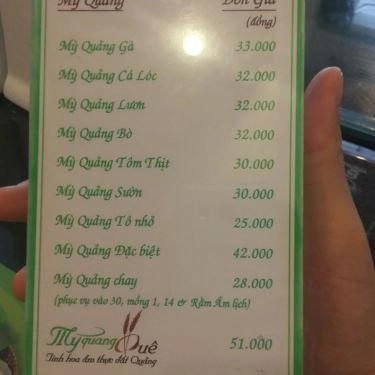 Mỳ Quảng Đơn Giá
(đồng)
Mỳ Quảng Gà 33.000
Mỳ Quảng Cá Lóc 32.000
Mỳ Quảng Lươn 32.000
Mỳ Quảng Bò 32.000
Mỳ Quảng Tôm Thịt 30.000
Mỳ Quảng Sườn 30.000
Mỳ Quảng Tô nhỏ 25.000
Mỳ Quảng Đặc biệt 42.000
Mỳ Quảng chay 28.000
(phục vụ vào 30, mồng 1, 14 & Rằm Âm lịch)
Mỳ quảng Quê 51.000
Tinh hoa ẩm thực đất Quảng